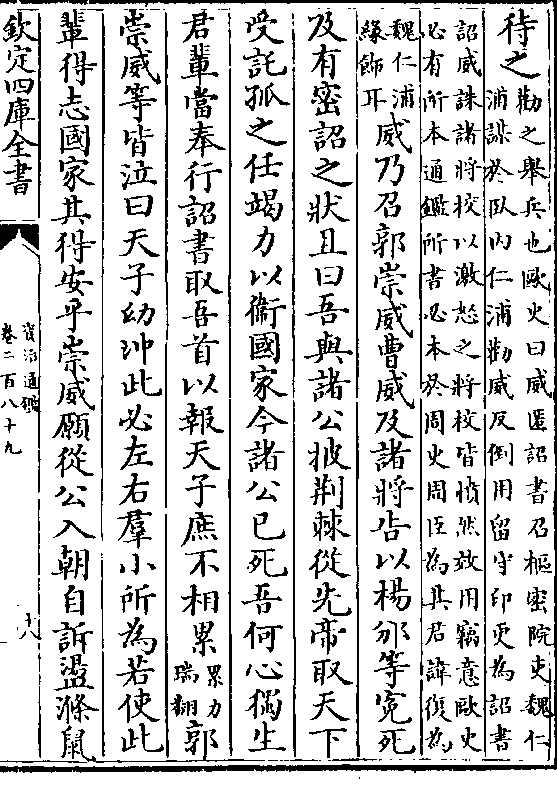 待之勸之舉兵也歐史曰威匿詔書召樞密院吏魏仁
浦謀於臥內仁浦勸威反倒用留守印更為詔書
詔威誅諸將校以激怒之將校皆憤然效用竊意歐史
必有所本通鑑所書必本於周史周臣為其君諱復為
魏仁浦
緣飾耳威乃召郭崇威曹威及諸將告以楊邠等冤死
及有密詔之狀且曰吾與諸公披荆棘從先帝取天下
受託孤之任竭力以衞國家今諸公已死吾何心獨生
君輩當奉行詔書取吾首以報天子庶不相累累力
瑞翻郭
崇威等皆泣曰天子幼沖此必左右羣小所為若使此
輩得志國家其得安乎崇威願從公入朝自訴盪滌鼠
欽定四庫全書
資治通鑑
卷二百八十九
十八